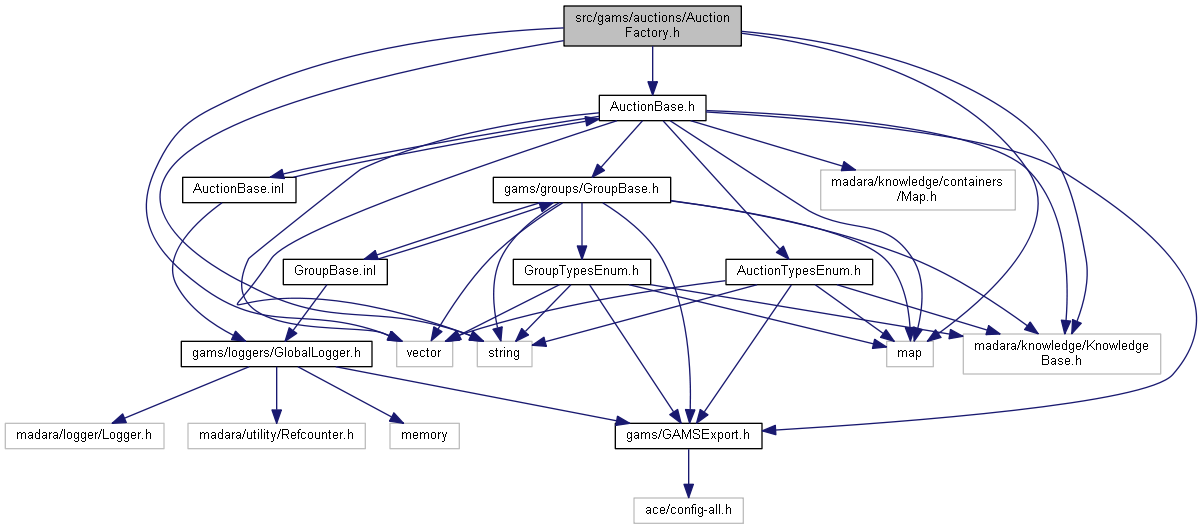 src/gams/auctions/Auction
Factory.h
AuctionBase.h
AuctionBase.inl
gams/groups/GroupBase.h
madara/knowledge/containers
/Map.h
GroupBase.inl
GroupTypesEnum.h
AuctionTypesEnum.h
gams/loggers/GlobalLogger.h
vector
string
map
madara/knowledge/Knowledge
Base.h
madara/logger/Logger.h
madara/utility/Refcounter.h
memory
gams/GAMSExport.h
ace/config-all.h